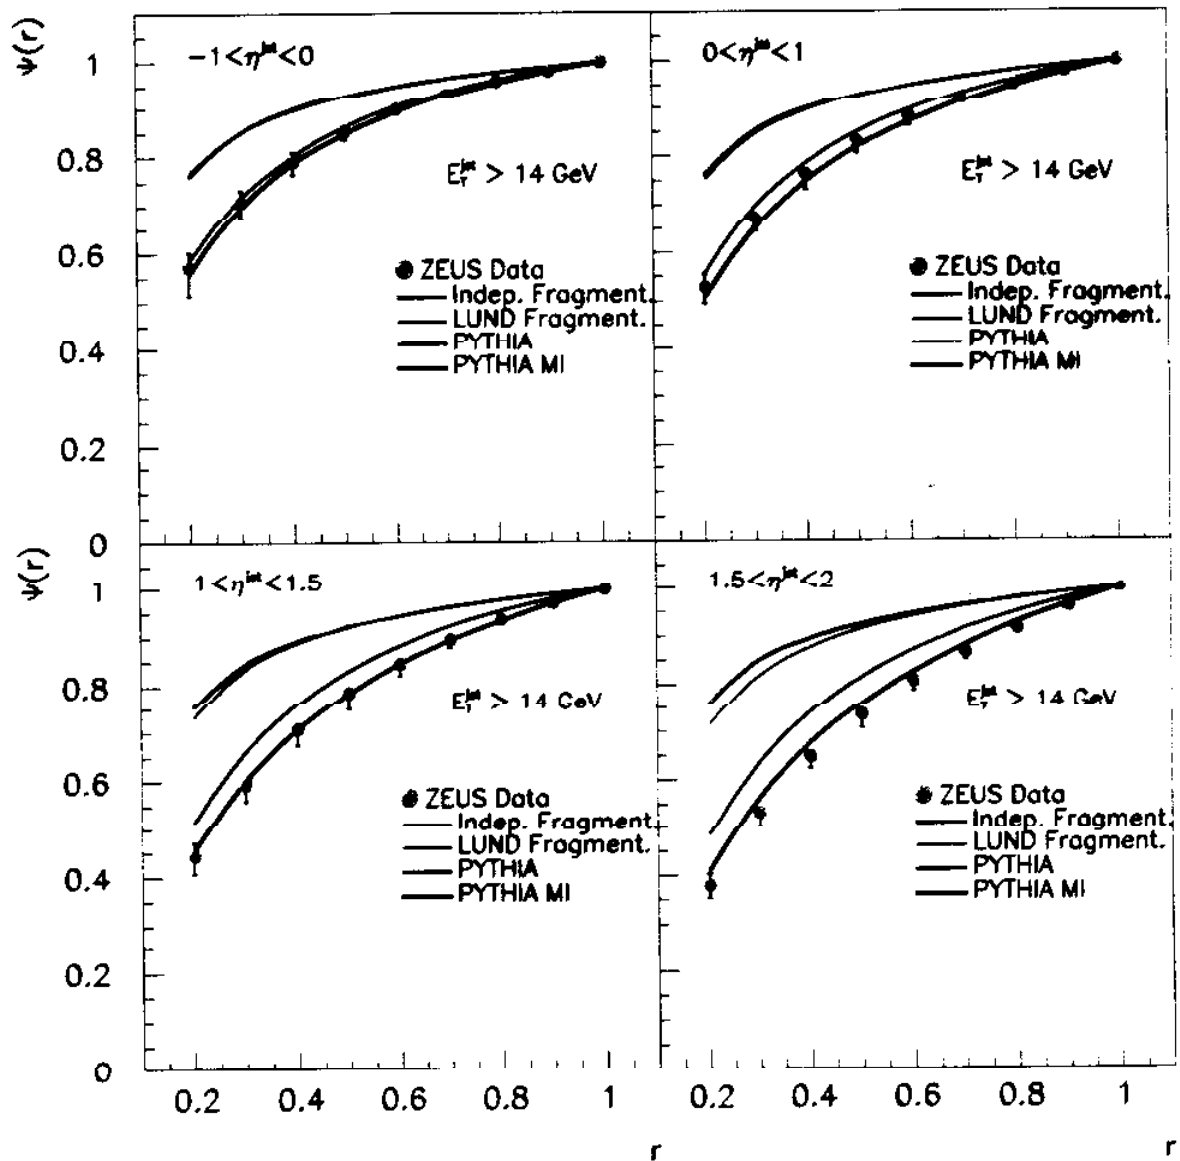 ψ(r)
−1<η^jet<0
0<η^jet<1
1
0.8
E_T^jet > 14 GeV
E_T^jet > 14 GeV
0.6
ZEUS Data
Indep. Fragment.
LUND Fragment.
PYTHIA
PYTHIA MI
ZEUS Data
Indep. Fragment.
LUND Fragment.
PYTHIA
PYTHIA MI
0.4
0.2
0
ψ(r)
1<η^jet<1.5
1.5<η^jet<2
1
0.8
E_T^jet > 14 GeV
E_T^jet > 14 GeV
0.6
ZEUS Data
Indep. Fragment.
LUND Fragment.
PYTHIA
PYTHIA MI
ZEUS Data
Indep. Fragment.
LUND Fragment.
PYTHIA
PYTHIA MI
0.4
0.2
0
0.2 0.4 0.6 0.8 1
0.2 0.4 0.6 0.8 1
r
r